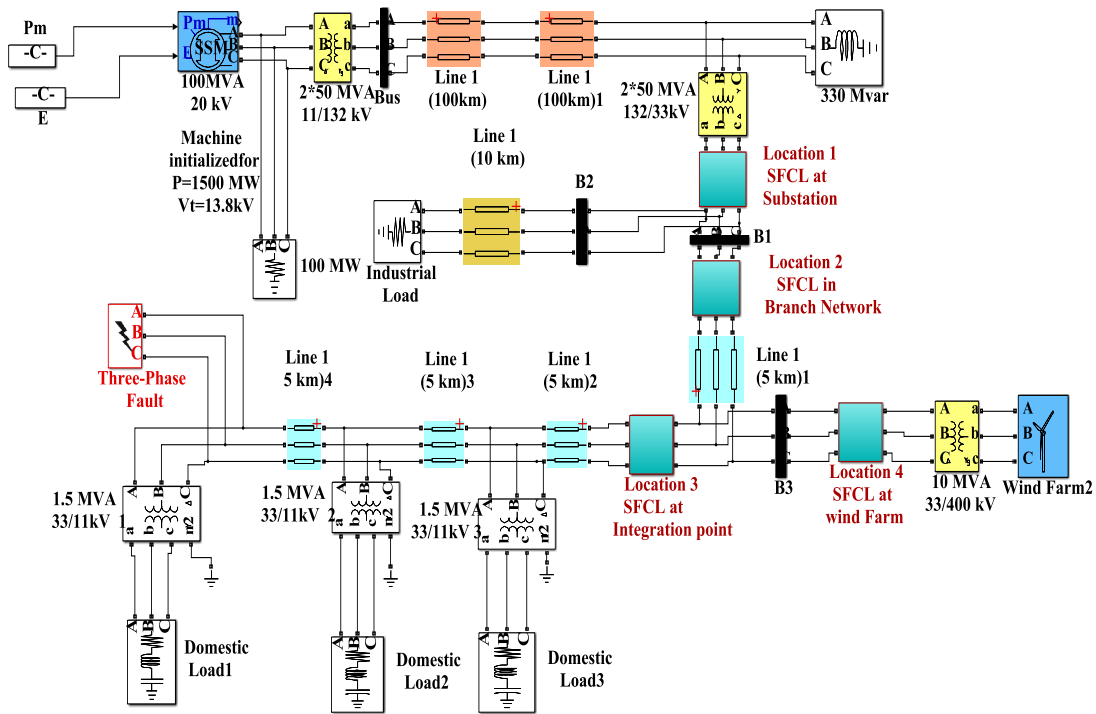 Pm
-C-
-C-
E
Pm
m
A
B
C
E
SSM
100MVA
20 kV
Machine
initializedfor
P=1500 MW
Vt=13.8kV
A
B
C
a
b
c
2*50 MVA
11/132 kV
A
B
C
Bus
Line 1
(100km)
Line 1
(100km)1
A
B
C
330 Mvar
2*50 MVA
132/33kV
A
B
C
a
b
c
Location 1
SFCL at
Substation
Line 1
(10 km)
B2
A
B
C
Industrial
Load
A
B
C
B1
Location 2
SFCL in
Branch Network
A
B
C
100 MW
A
B
C
Three-Phase
Fault
Line 1
5 km)4
Line 1
(5 km)3
Line 1
(5 km)2
Line 1
(5 km)1
Location 3
SFCL at
Integration point
A
B
C
B3
Location 4
SFCL at
wind Farm
A
B
C
a
b
c
10 MVA
33/400 kV
A
B
C
Wind Farm2
1.5 MVA
33/11kV 1
A
B
C
a
b
c
n2
1.5 MVA
33/11kV 2
A
B
C
a
b
c
n2
1.5 MVA
33/11kV 3
A
B
C
a
b
c
n2
A
B
C
Domestic
Load1
A
B
C
Domestic
Load2
A
B
C
Domestic
Load3